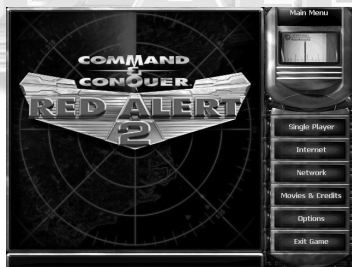 COMMAND
&
CONQUER
RED ALERT
2
Main Menu
Single Player
Internet
Network
Movies & Credits
Options
Exit Game